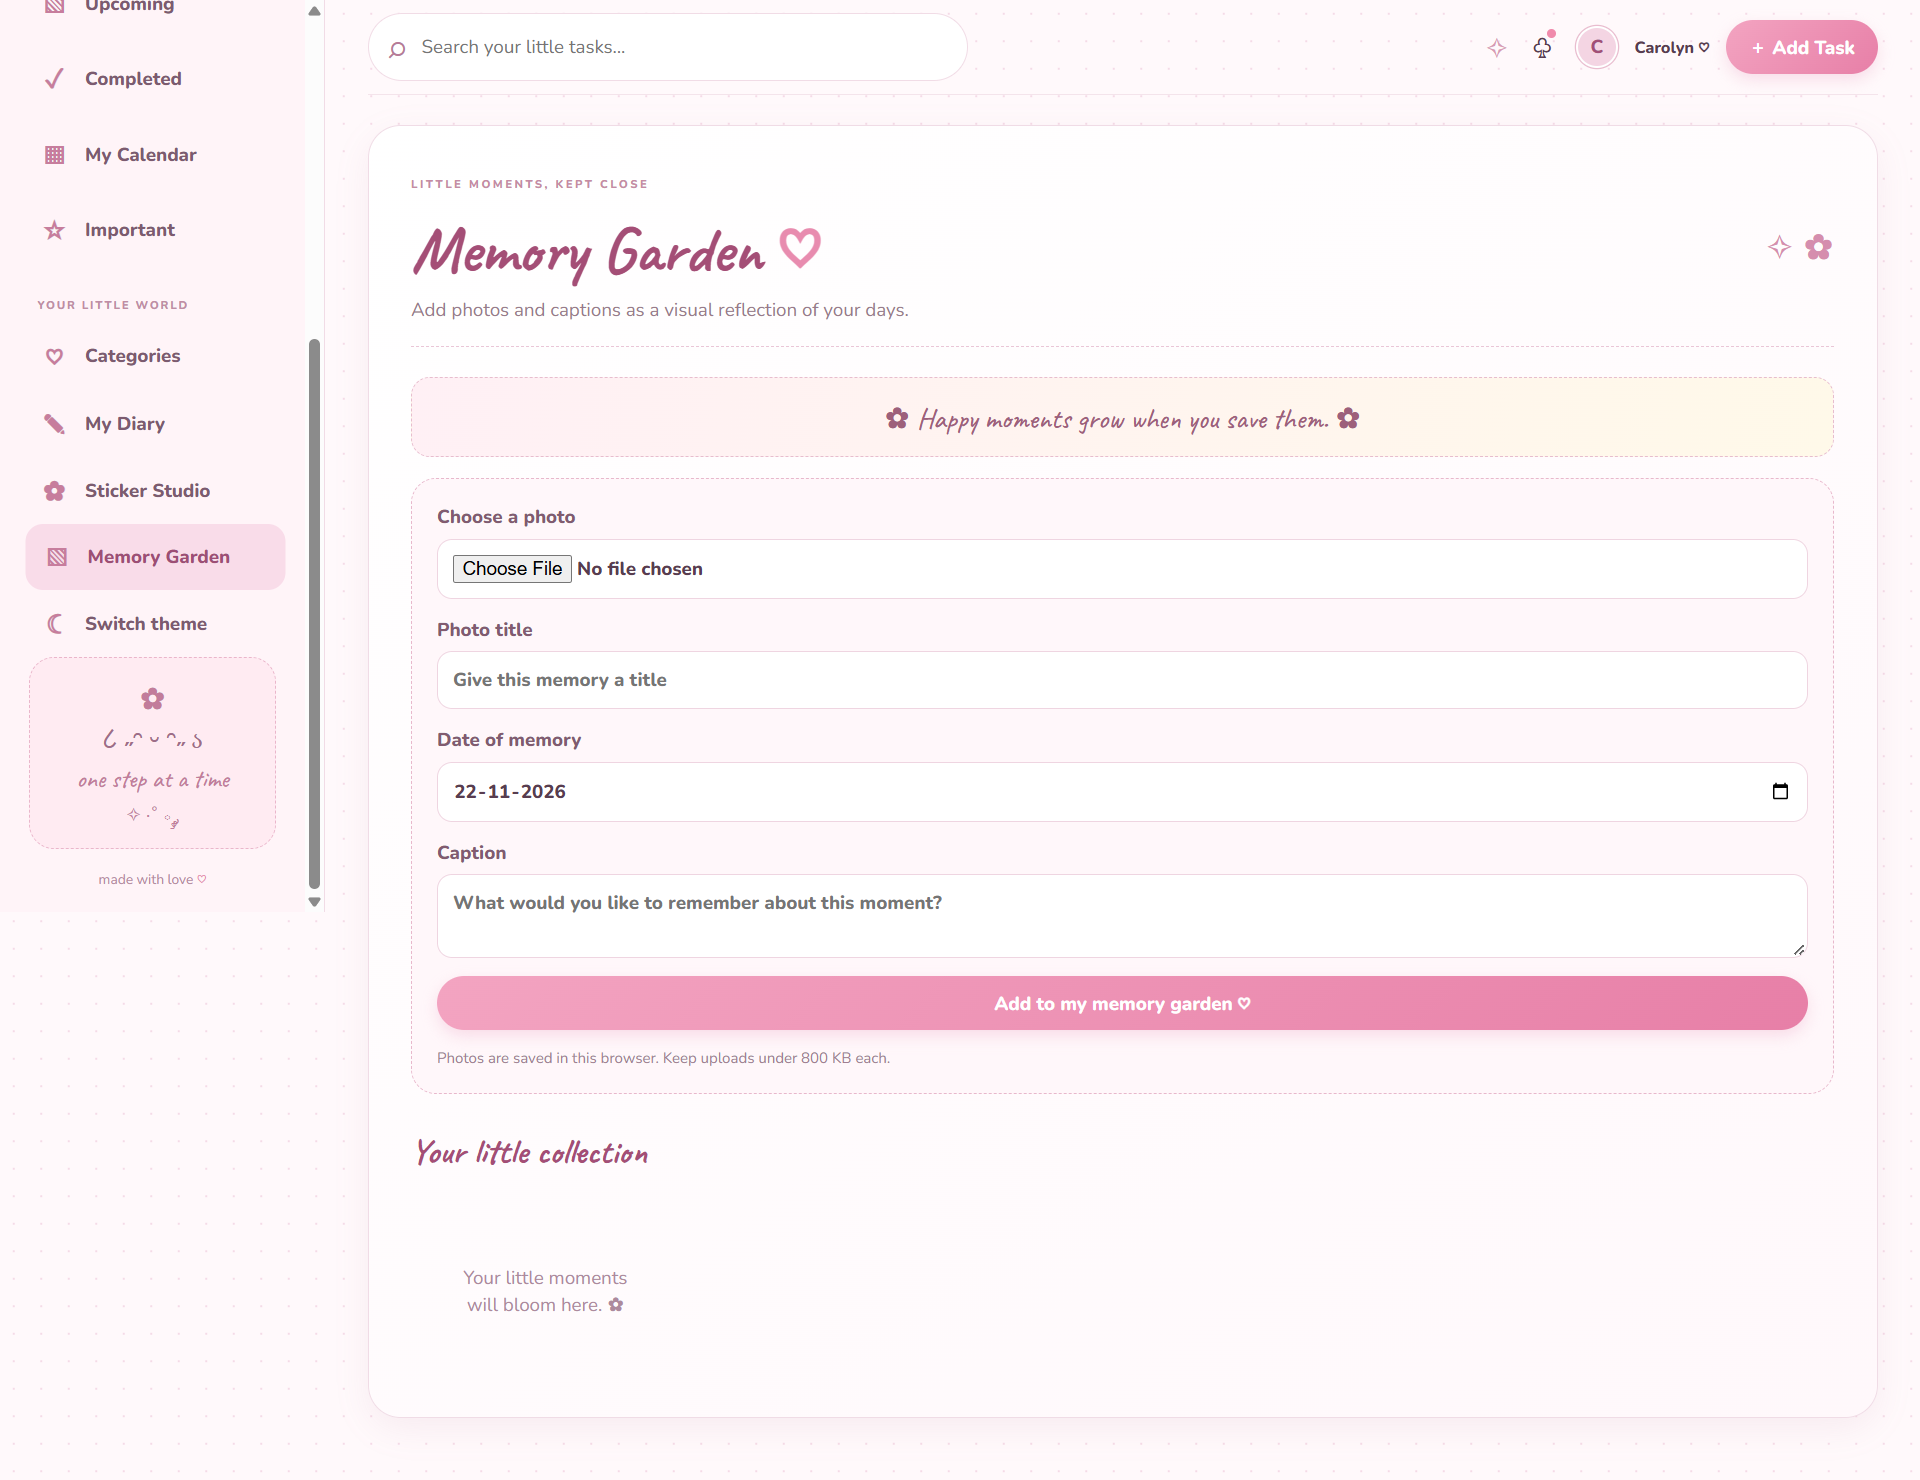 Upcoming
Completed
My Calendar
Important
YOUR LITTLE WORLD
Categories
My Diary
Sticker Studio
Memory Garden
Switch theme
one step at a time
made with love ♡
Search your little tasks...
C
Carolyn ♡
+ Add Task
LITTLE MOMENTS, KEPT CLOSE
Memory Garden ♡
Add photos and captions as a visual reflection of your days.
✿ Happy moments grow when you save them. ✿
Choose a photo
Choose File No file chosen
Photo title
Give this memory a title
Date of memory
22-11-2026
Caption
What would you like to remember about this moment?
Add to my memory garden ♡
Photos are saved in this browser. Keep uploads under 800 KB each.
Your little collection
Your little moments
will bloom here. ✿